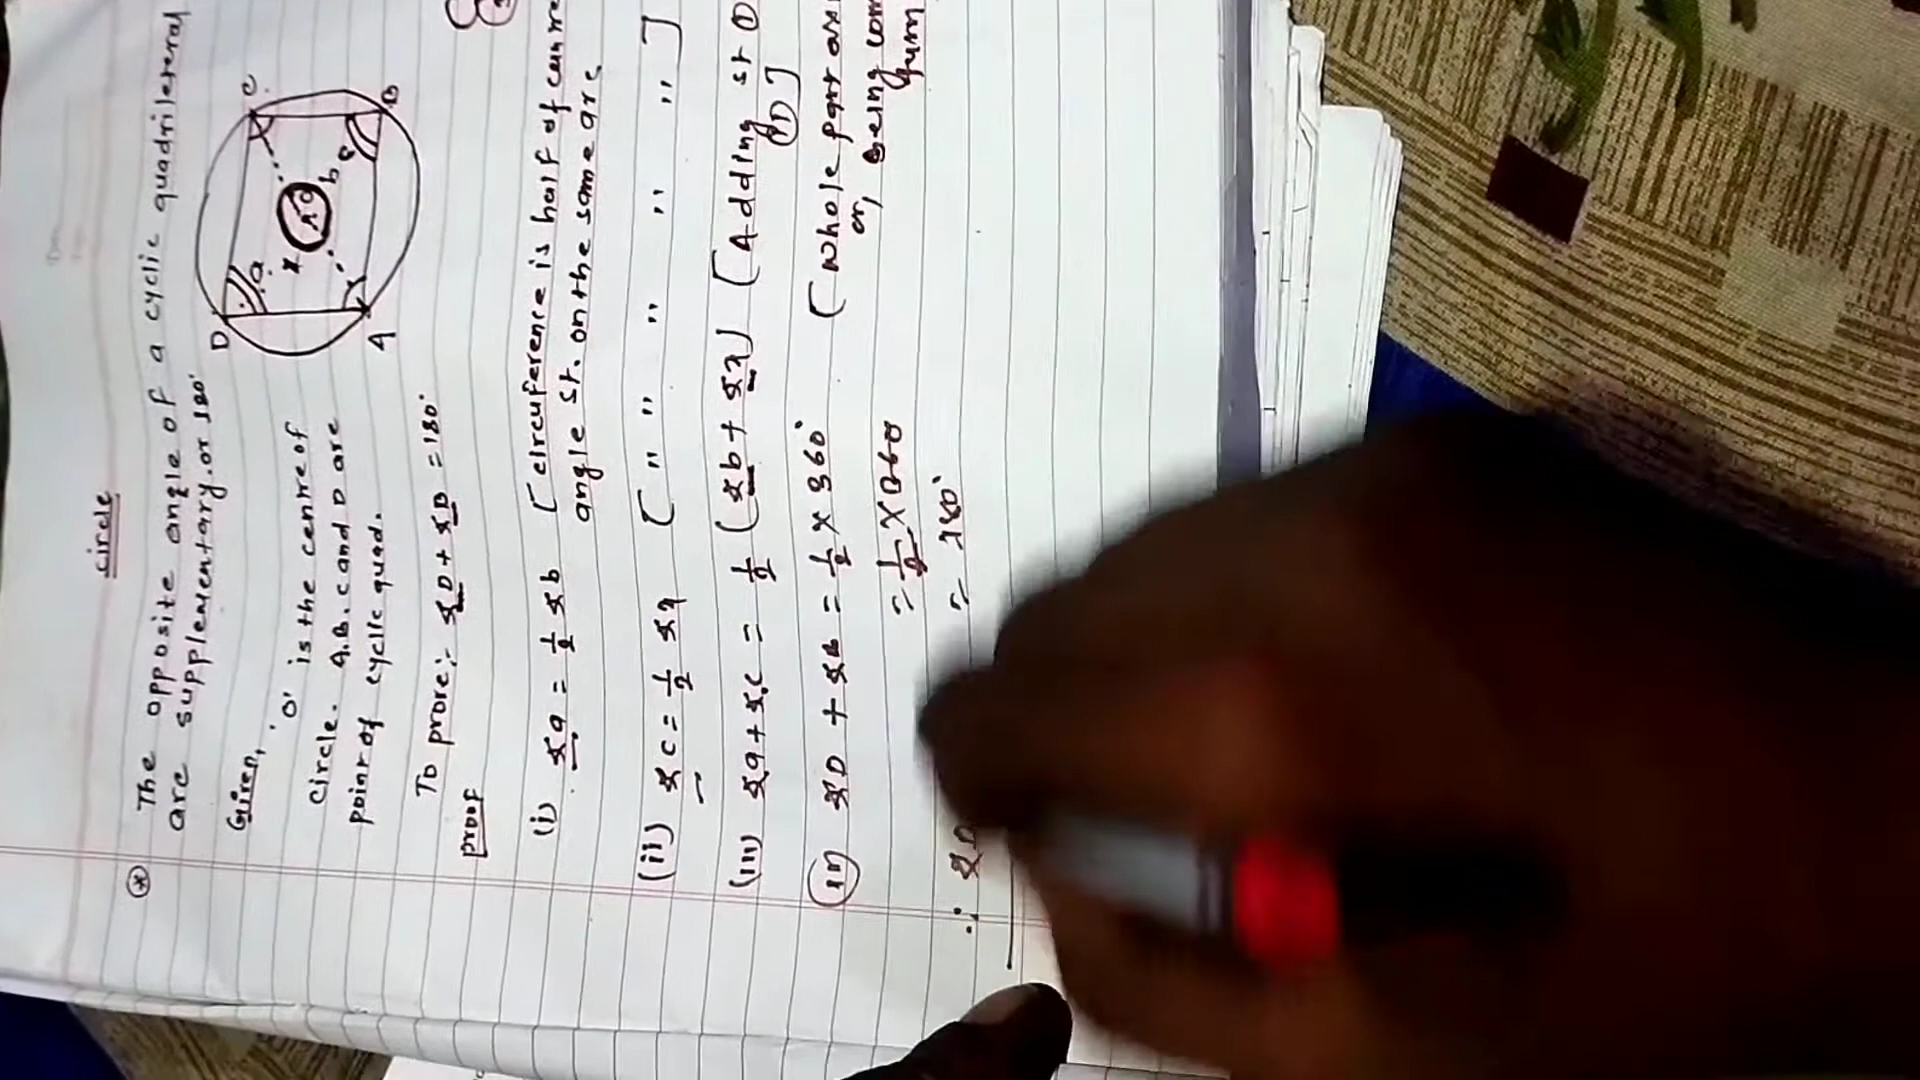 circle
* The opposite angle of a cyclic quadrilateral
are supplementary. or 180°
Given,
'O' is the centre of
circle. A.B.C and D are
point of cyclic quad.
To prove:- ∠D + ∠B = 180°
proof
D
C
B
A
a
x
b
c
(i) ∠a = 1/2 ∠b [circuference is half of centre
angle st. on the same arc
(ii) ∠c = 1/2 ∠q [ " " " " " ]
(iii) ∠a + ∠c = 1/2 (∠b + ∠q) [Adding st (I)
(II)]
(iv) ∠D + ∠B = 1/2 × 360° (whole part
or, Being
= 1/2 × 360
= 180°
∴ ∠D